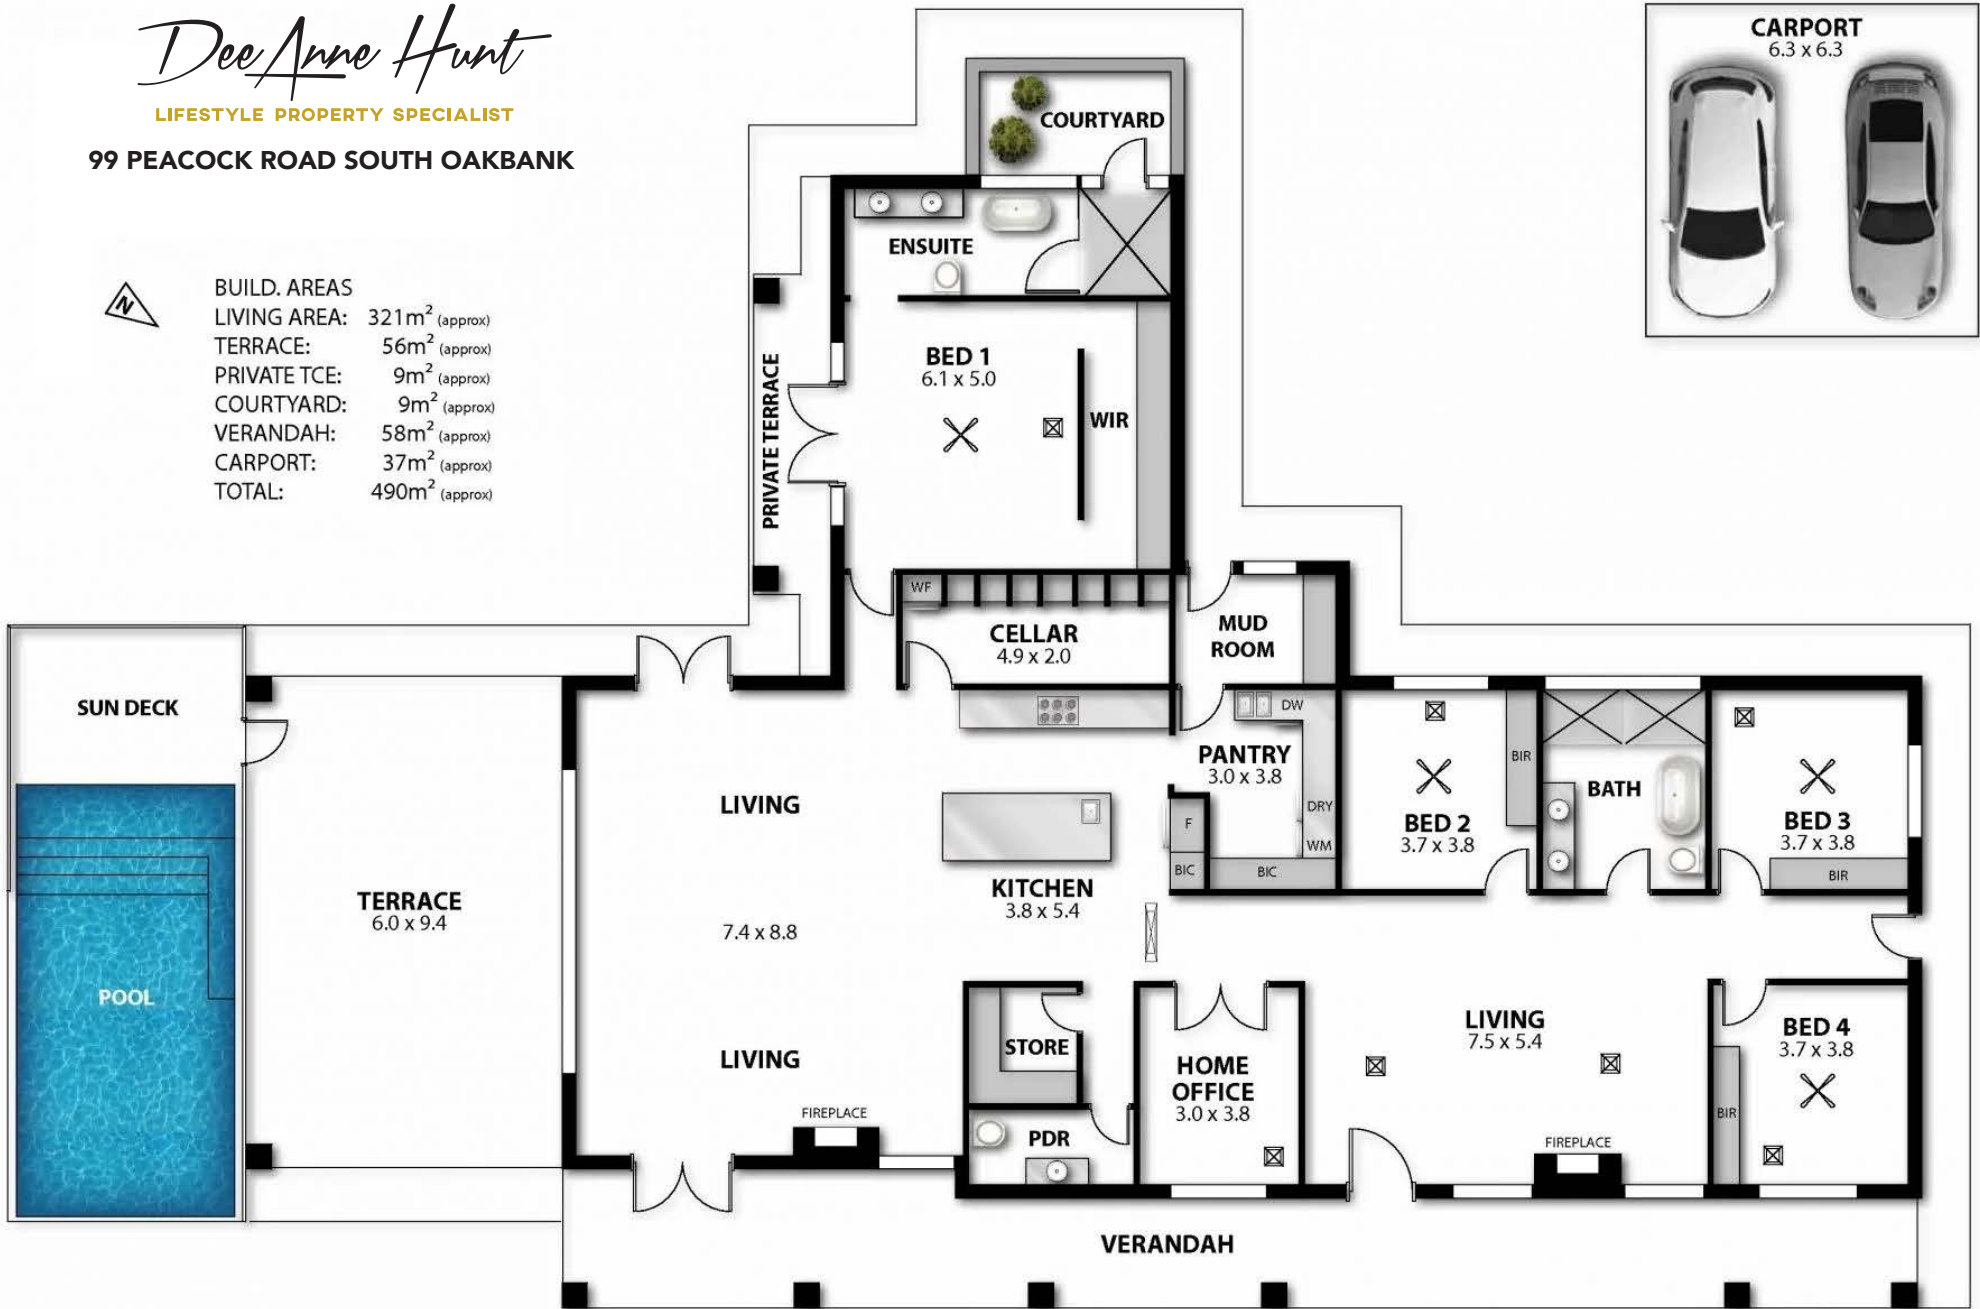 Dee Anne Hunt
LIFESTYLE PROPERTY SPECIALIST
99 PEACOCK ROAD SOUTH OAKBANK
N
BUILD. AREAS
LIVING AREA: 321m² (approx)
TERRACE: 56m² (approx)
PRIVATE TCE: 9m² (approx)
COURTYARD: 9m² (approx)
VERANDAH: 58m² (approx)
CARPORT: 37m² (approx)
TOTAL: 490m² (approx)
CARPORT
6.3 x 6.3
COURTYARD
ENSUITE
BED 1
6.1 x 5.0
WIR
PRIVATE TERRACE
WF
CELLAR
4.9 x 2.0
MUD
ROOM
SUN DECK
POOL
TERRACE
6.0 x 9.4
LIVING
7.4 x 8.8
LIVING
FIREPLACE
KITCHEN
3.8 x 5.4
DW
PANTRY
3.0 x 3.8
DRY
WM
F
BIC
BIC
BED 2
3.7 x 3.8
BIR
BATH
BED 3
3.7 x 3.8
BIR
STORE
PDR
HOME
OFFICE
3.0 x 3.8
LIVING
7.5 x 5.4
FIREPLACE
BED 4
3.7 x 3.8
BIR
VERANDAH